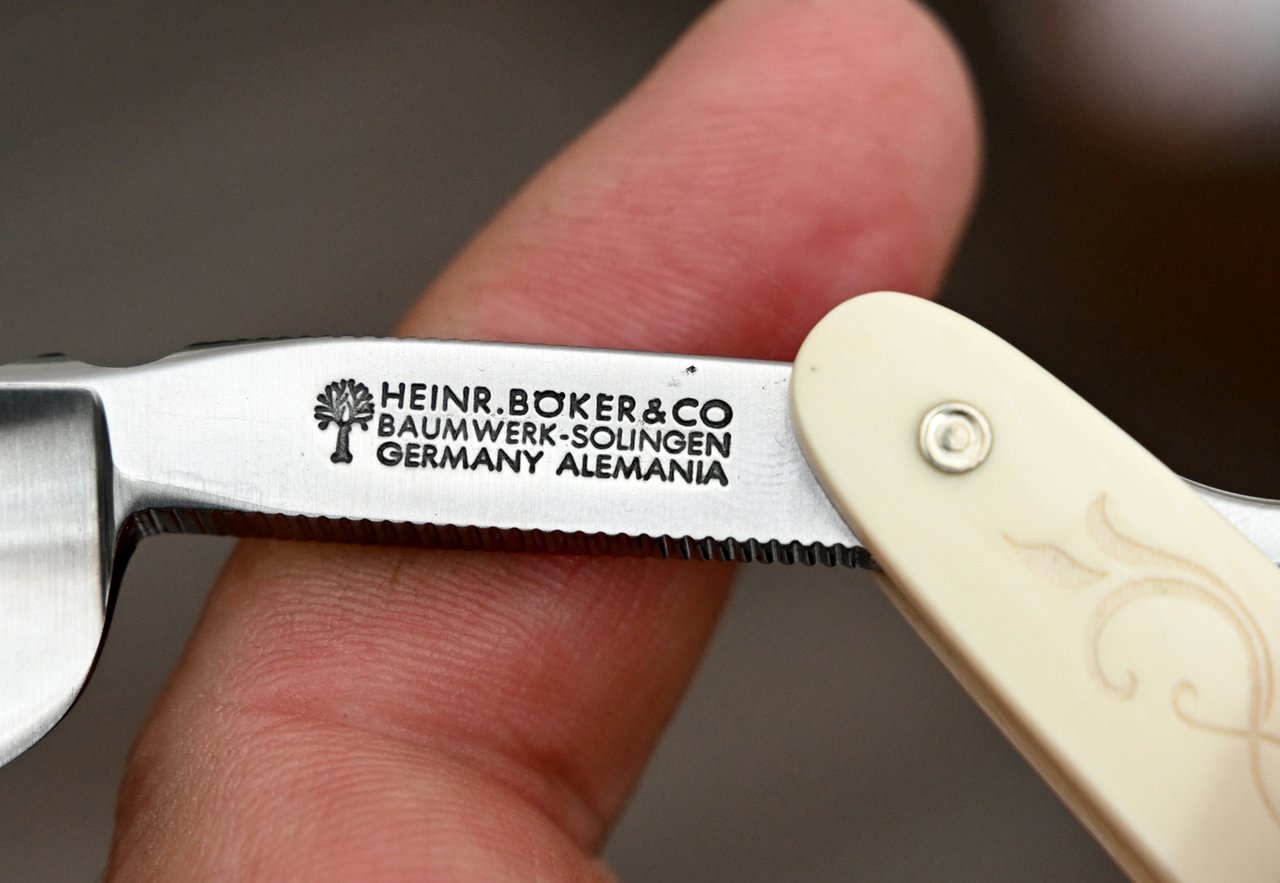 HEINR. BÖKER & CO
BAUMWERK-SOLINGEN
GERMANY ALEMANIA